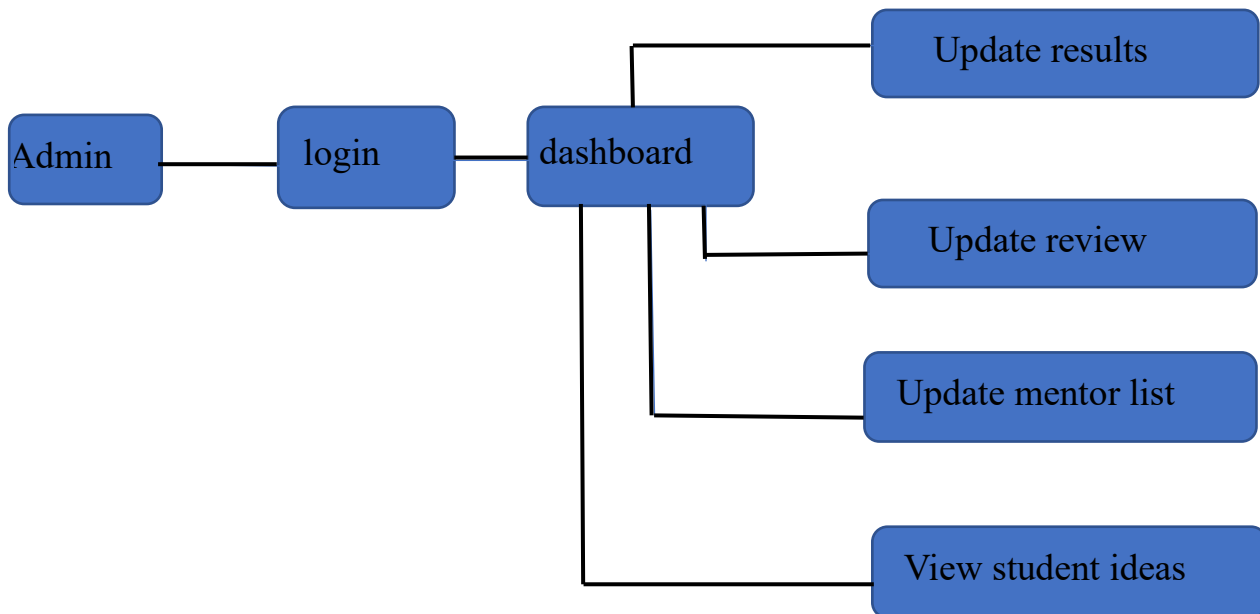 Admin
login
dashboard
Update results
Update review
Update mentor list
View student ideas